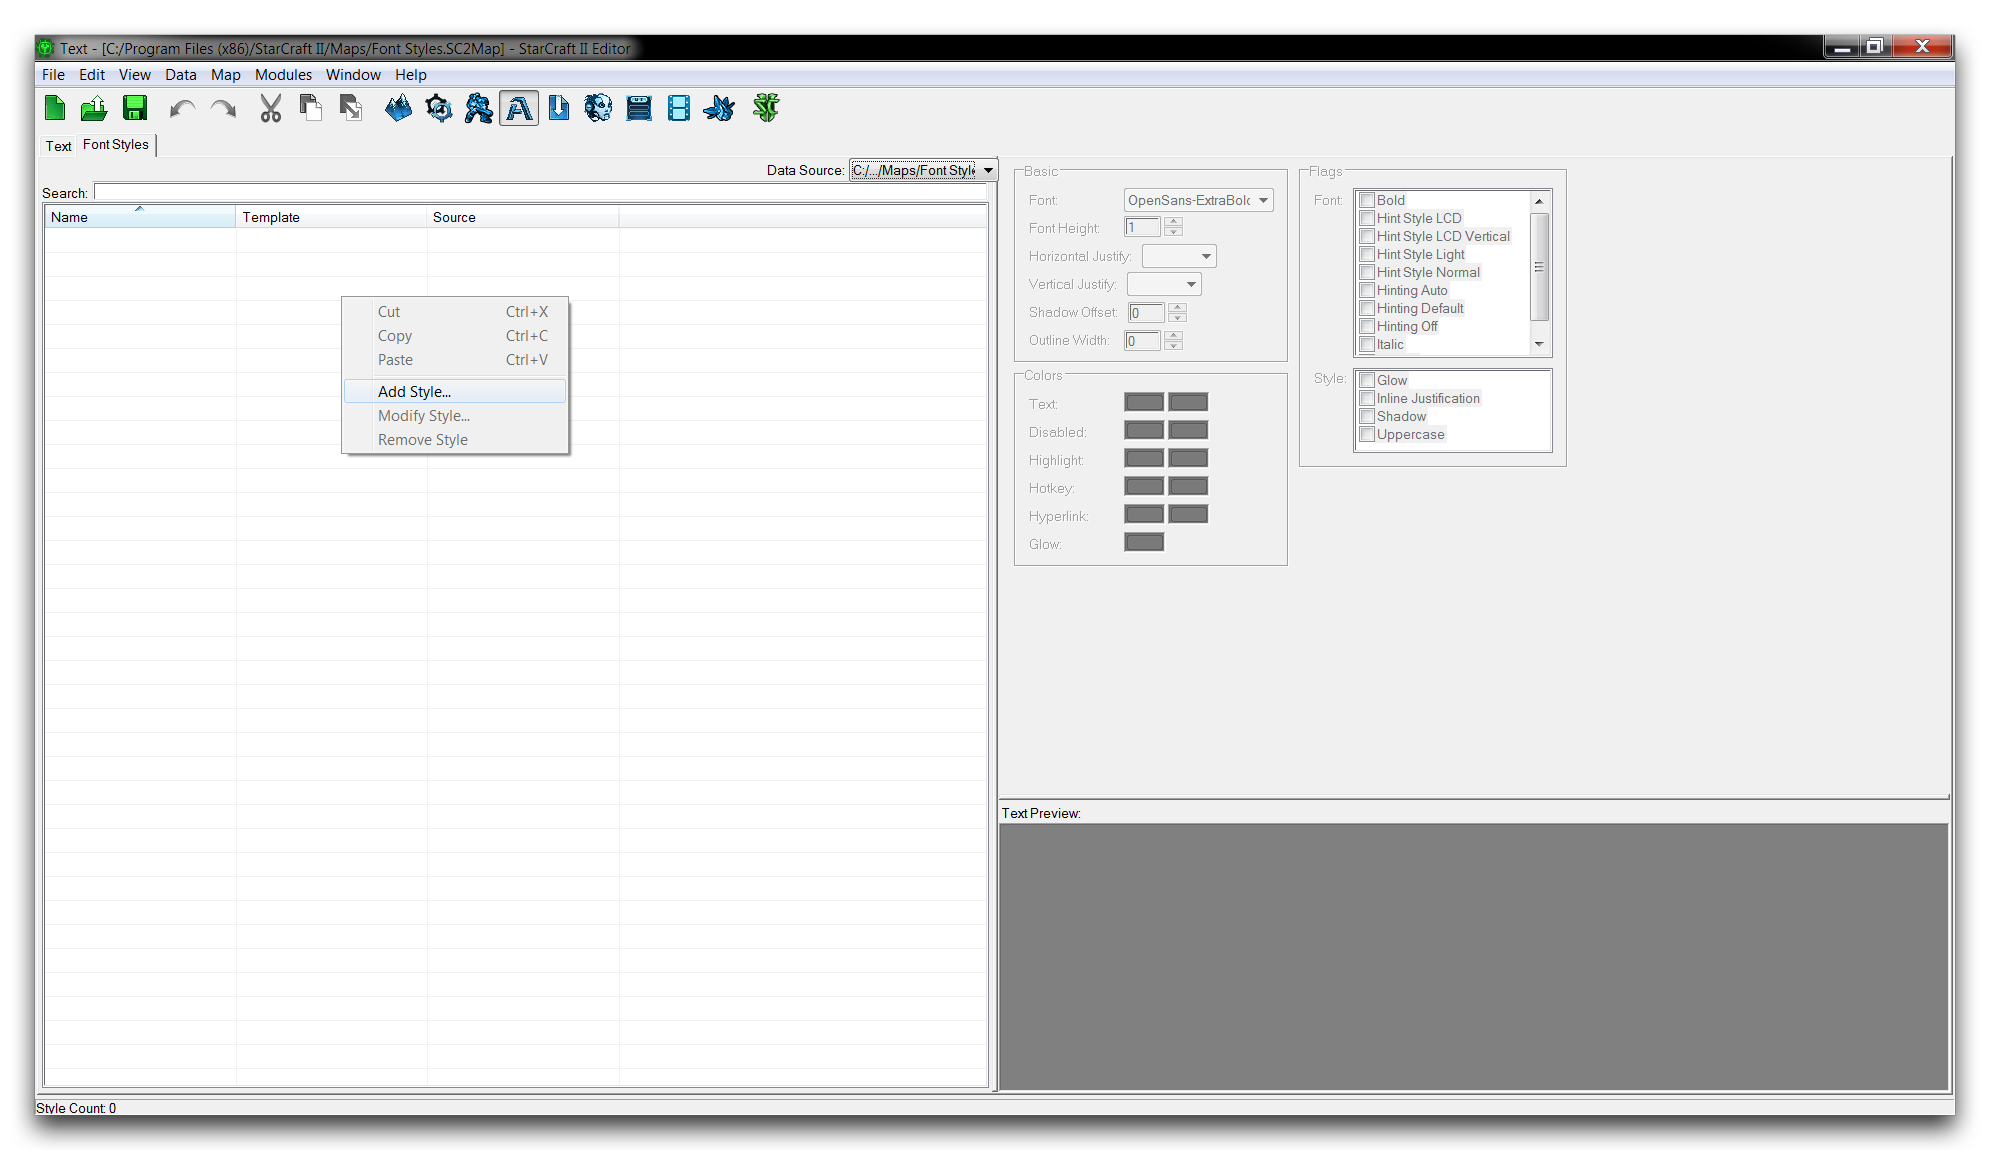 Text - [C:/Program Files (x86)/StarCraft II/Maps/Font Styles.SC2Map] - StarCraft II Editor
File Edit View Data Map Modules Window Help
Text Font Styles
Data Source: C:/.../Maps/Font Style
Search:
Name Template Source
Cut Ctrl+X
Copy Ctrl+C
Paste Ctrl+V
Add Style...
Modify Style...
Remove Style
Basic
Font: OpenSans-ExtraBold
Font Height: 1
Horizontal Justify:
Vertical Justify:
Shadow Offset: 0
Outline Width: 0
Colors
Text:
Disabled:
Highlight:
Hotkey:
Hyperlink:
Glow:
Flags
Font:
Bold
Hint Style LCD
Hint Style LCD Vertical
Hint Style Light
Hint Style Normal
Hinting Auto
Hinting Default
Hinting Off
Italic
Style:
Glow
Inline Justification
Shadow
Uppercase
Text Preview:
Style Count: 0